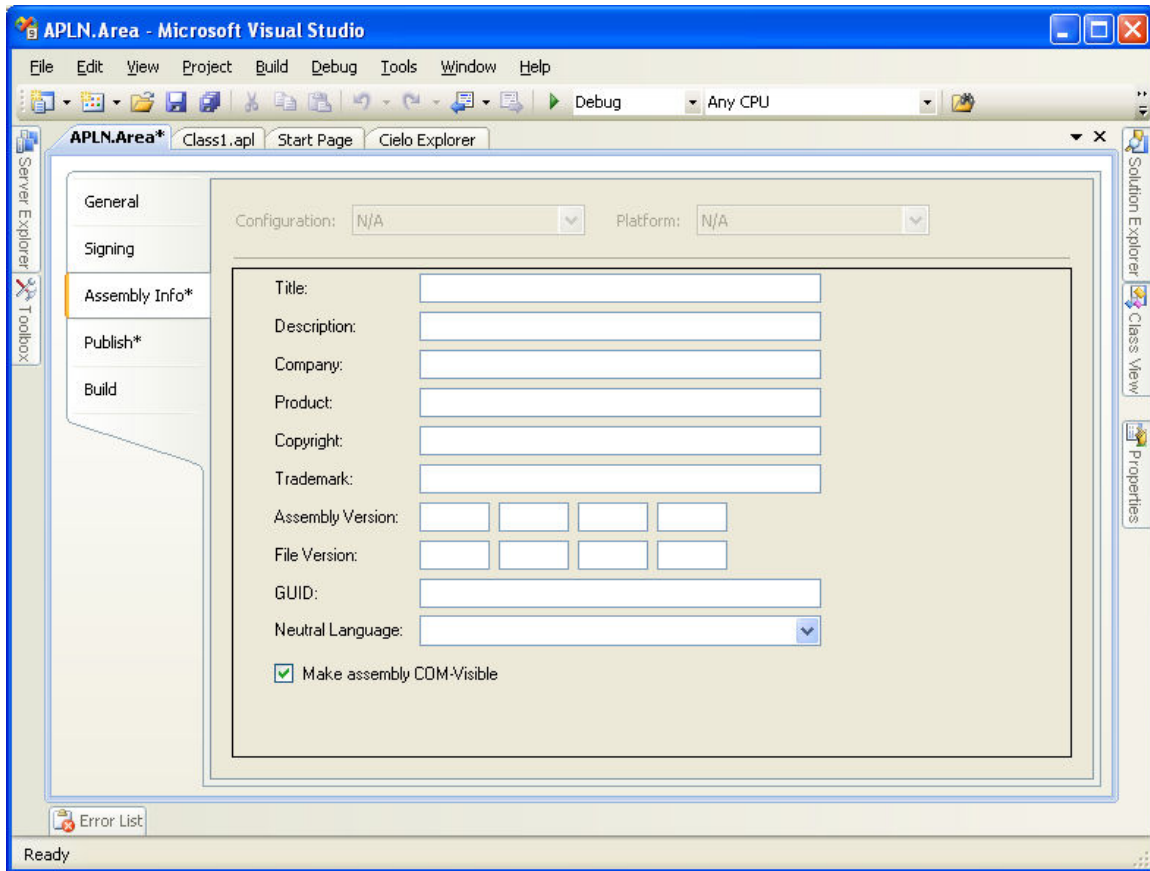 APLN.Area - Microsoft Visual Studio
File Edit View Project Build Debug Tools Window Help
Debug Any CPU
APLN.Area* Class1.apl Start Page Cielo Explorer
Server Explorer
Toolbox
General
Signing
Assembly Info*
Publish*
Build
Configuration: N/A Platform: N/A
Title:
Description:
Company:
Product:
Copyright:
Trademark:
Assembly Version:
File Version:
GUID:
Neutral Language:
Make assembly COM-Visible
Solution Explorer
Class View
Properties
Error List
Ready